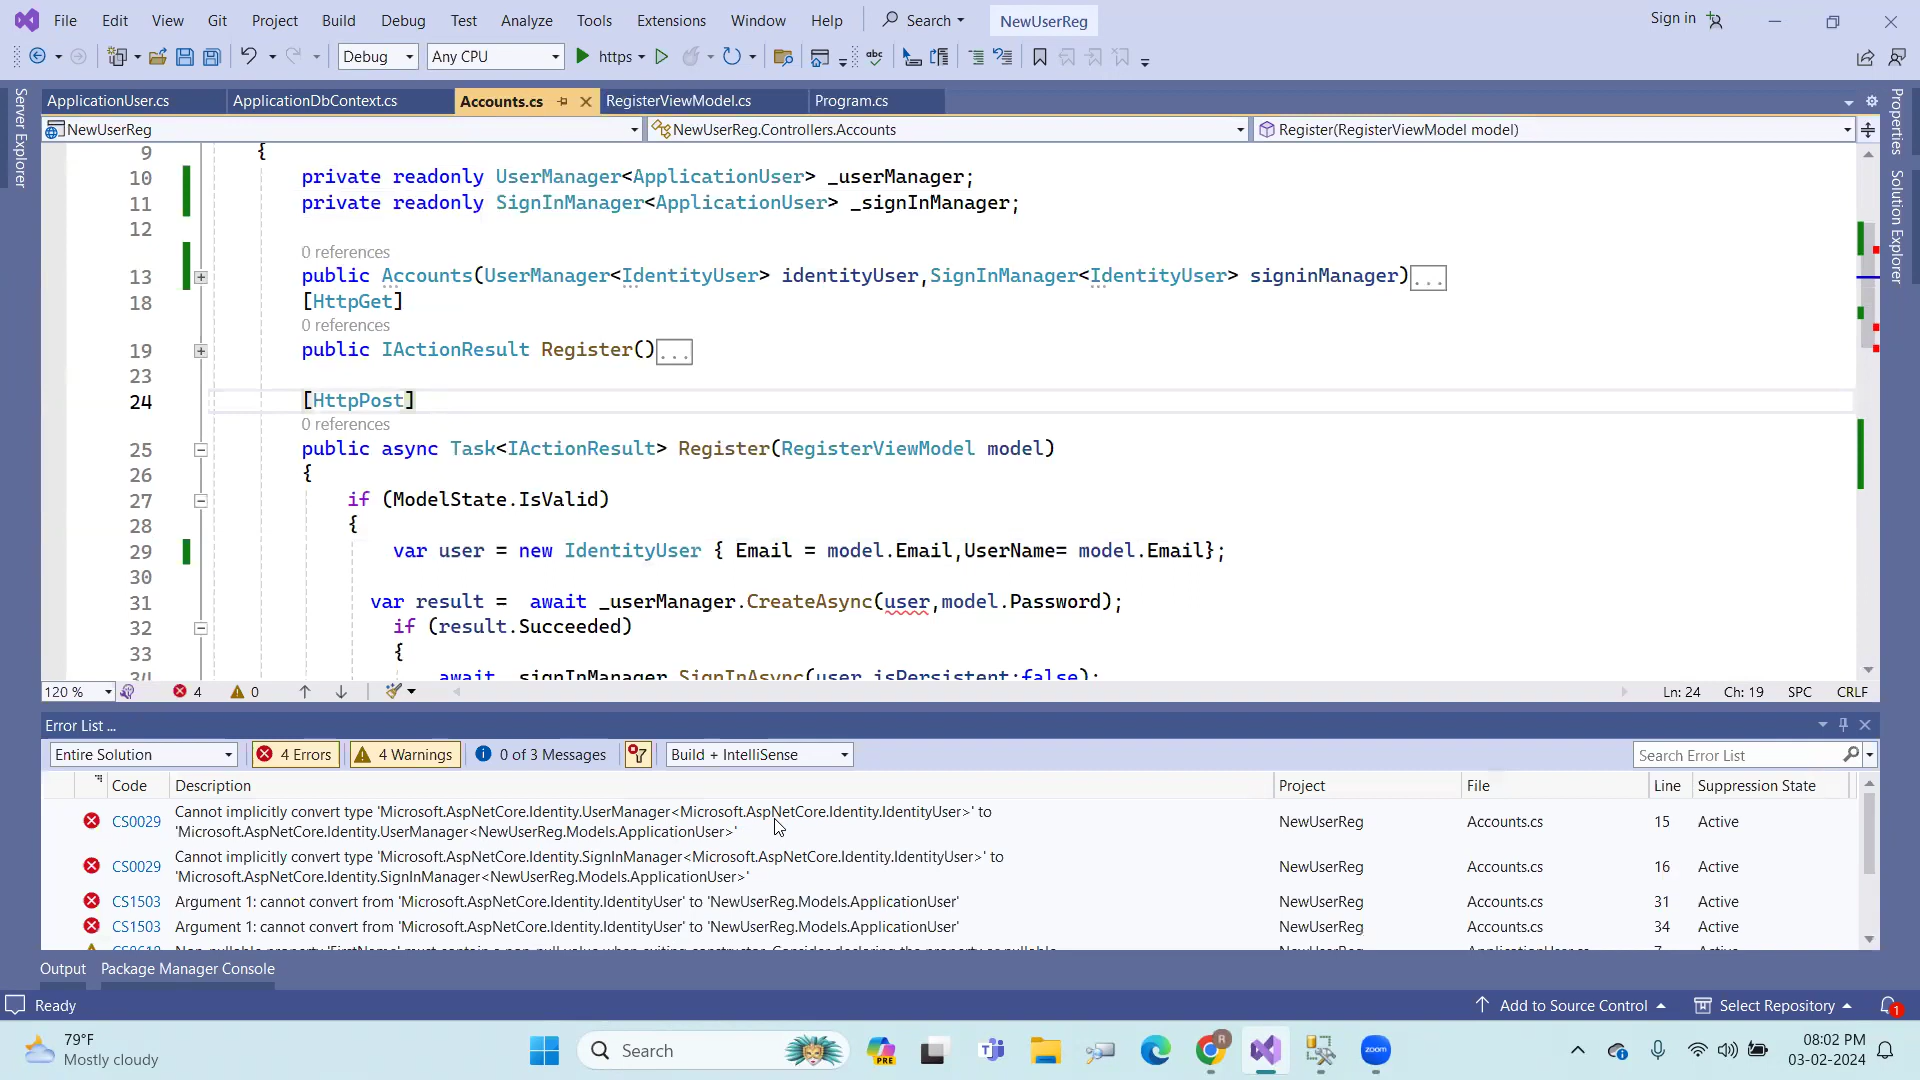 File Edit View Git Project Build Debug Test Analyze Tools Extensions Window Help Search NewUserReg Sign in
Debug Any CPU https
ApplicationUser.cs ApplicationDbContext.cs Accounts.cs RegisterViewModel.cs Program.cs
NewUserReg NewUserReg.Controllers.Accounts Register(RegisterViewModel model)
Server Explorer
Properties
Solution Explorer
9 {
10 private readonly UserManager<ApplicationUser> _userManager;
11 private readonly SignInManager<ApplicationUser> _signInManager;
12
0 references
13 public Accounts(UserManager<IdentityUser> identityUser,SignInManager<IdentityUser> signinManager)...
18 [HttpGet]
0 references
19 public IActionResult Register()...
23
24 [HttpPost]
0 references
25 public async Task<IActionResult> Register(RegisterViewModel model)
26 {
27 if (ModelState.IsValid)
28 {
29 var user = new IdentityUser { Email = model.Email,UserName= model.Email};
30
31 var result = await _userManager.CreateAsync(user,model.Password);
32 if (result.Succeeded)
33 {
34 await _signInManager.SignInAsync(user,isPersistent:false);
120 % 4 0 Ln: 24 Ch: 19 SPC CRLF
Error List ...
Entire Solution 4 Errors 4 Warnings 0 of 3 Messages Build + IntelliSense Search Error List
Code Description Project File Line Suppression State
CS0029 Cannot implicitly convert type 'Microsoft.AspNetCore.Identity.UserManager<Microsoft.AspNetCore.Identity.IdentityUser>' to
'Microsoft.AspNetCore.Identity.UserManager<NewUserReg.Models.ApplicationUser>' NewUserReg Accounts.cs 15 Active
CS0029 Cannot implicitly convert type 'Microsoft.AspNetCore.Identity.SignInManager<Microsoft.AspNetCore.Identity.IdentityUser>' to
'Microsoft.AspNetCore.Identity.SignInManager<NewUserReg.Models.ApplicationUser>' NewUserReg Accounts.cs 16 Active
CS1503 Argument 1: cannot convert from 'Microsoft.AspNetCore.Identity.IdentityUser' to 'NewUserReg.Models.ApplicationUser' NewUserReg Accounts.cs 31 Active
CS1503 Argument 1: cannot convert from 'Microsoft.AspNetCore.Identity.IdentityUser' to 'NewUserReg.Models.ApplicationUser' NewUserReg Accounts.cs 34 Active
Output Package Manager Console
Ready Add to Source Control Select Repository 1
79°F
Mostly cloudy
Search
PRE
R
zoom
08:02 PM
03-02-2024